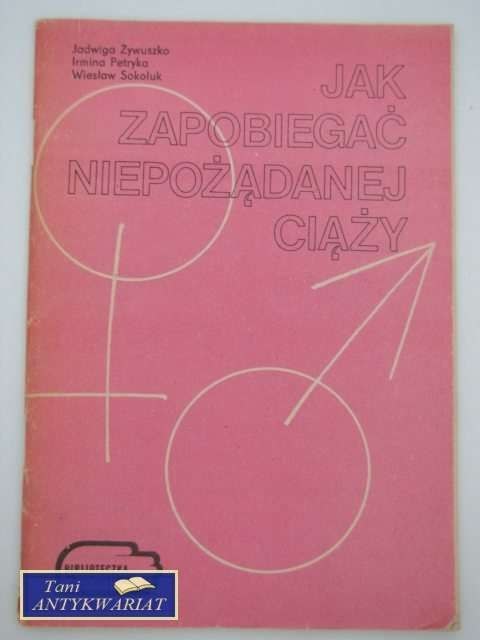 Jadwiga Żywuszko
Irmina Petryka
Wiesław Sokoluk
JAK
ZAPOBIEGAĆ
NIEPOŻĄDANEJ
CIĄŻY
BIBLIOTECZKA
Tani
ANTYKWARIAT